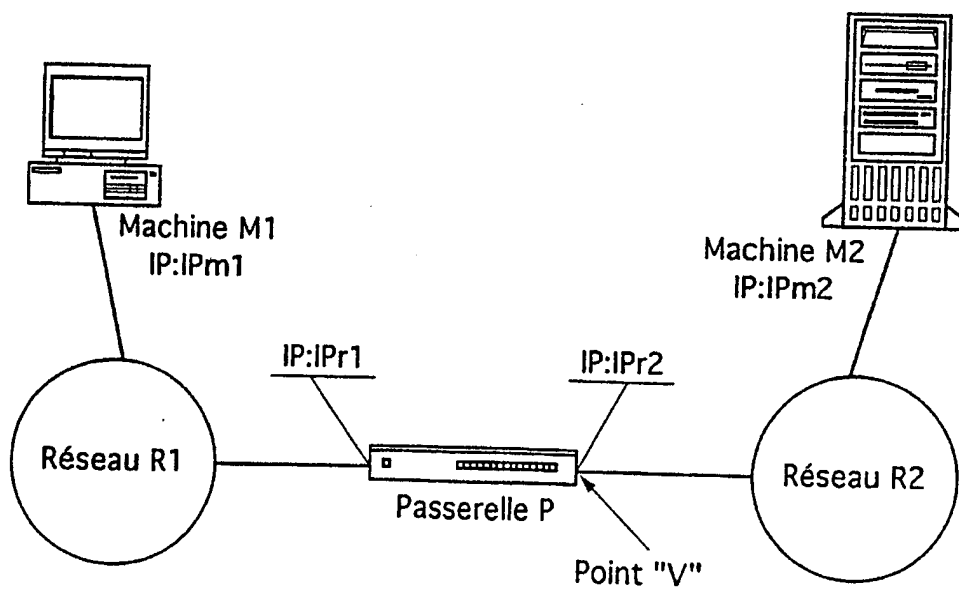 Machine M1
IP:IPm1
Machine M2
IP:IPm2
IP:IPr1
IP:IPr2
Réseau R1
Passerelle P
Réseau R2
Point "V"